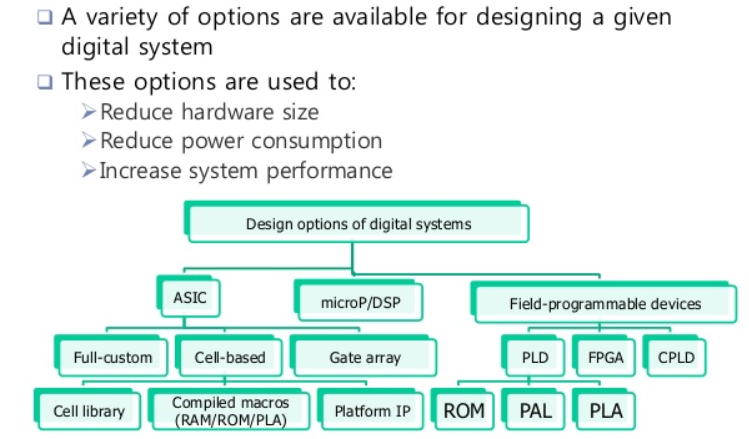 A variety of options are available for designing a given
digital system
These options are used to:
Reduce hardware size
Reduce power consumption
Increase system performance
Design options of digital systems
ASIC
microP/DSP
Field-programmable devices
Full-custom
Cell-based
Gate array
PLD
FPGA
CPLD
Cell library
Compiled macros
(RAM/ROM/PLA)
Platform IP
ROM
PAL
PLA